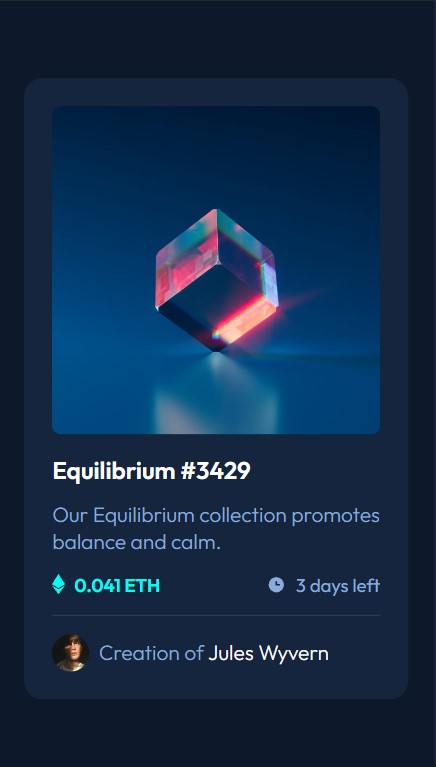 Equilibrium #3429
Our Equilibrium collection promotes
balance and calm.
0.041 ETH
3 days left
Creation of Jules Wyvern